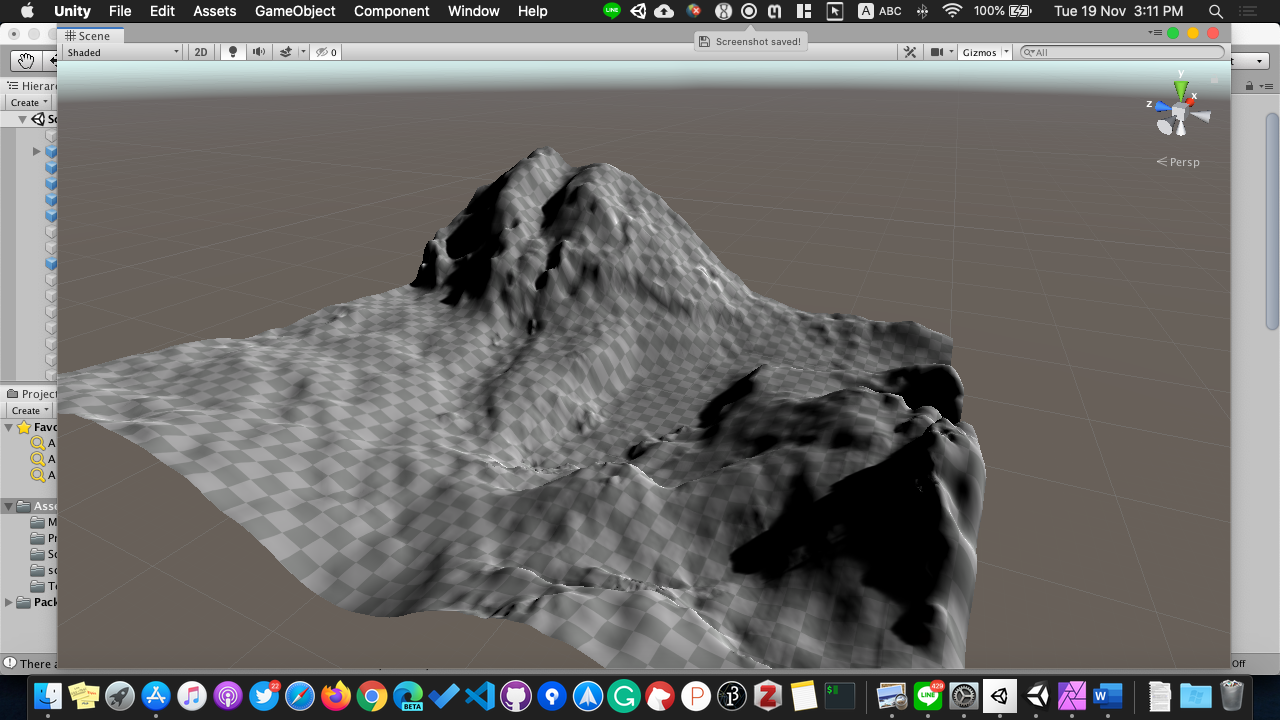 Unity File Edit Assets GameObject Component Window Help A ABC 100% Tue 19 Nov 3:11 PM
Scene
Screenshot saved!
Shaded 2D 0 Gizmos All
Hierar
Create
Sc
y
x
z
Persp
Project
Create
Favo
A
A
A
Asse
M
Pr
Sc
sc
Te
Pack
There a
Off
22
BETA
429